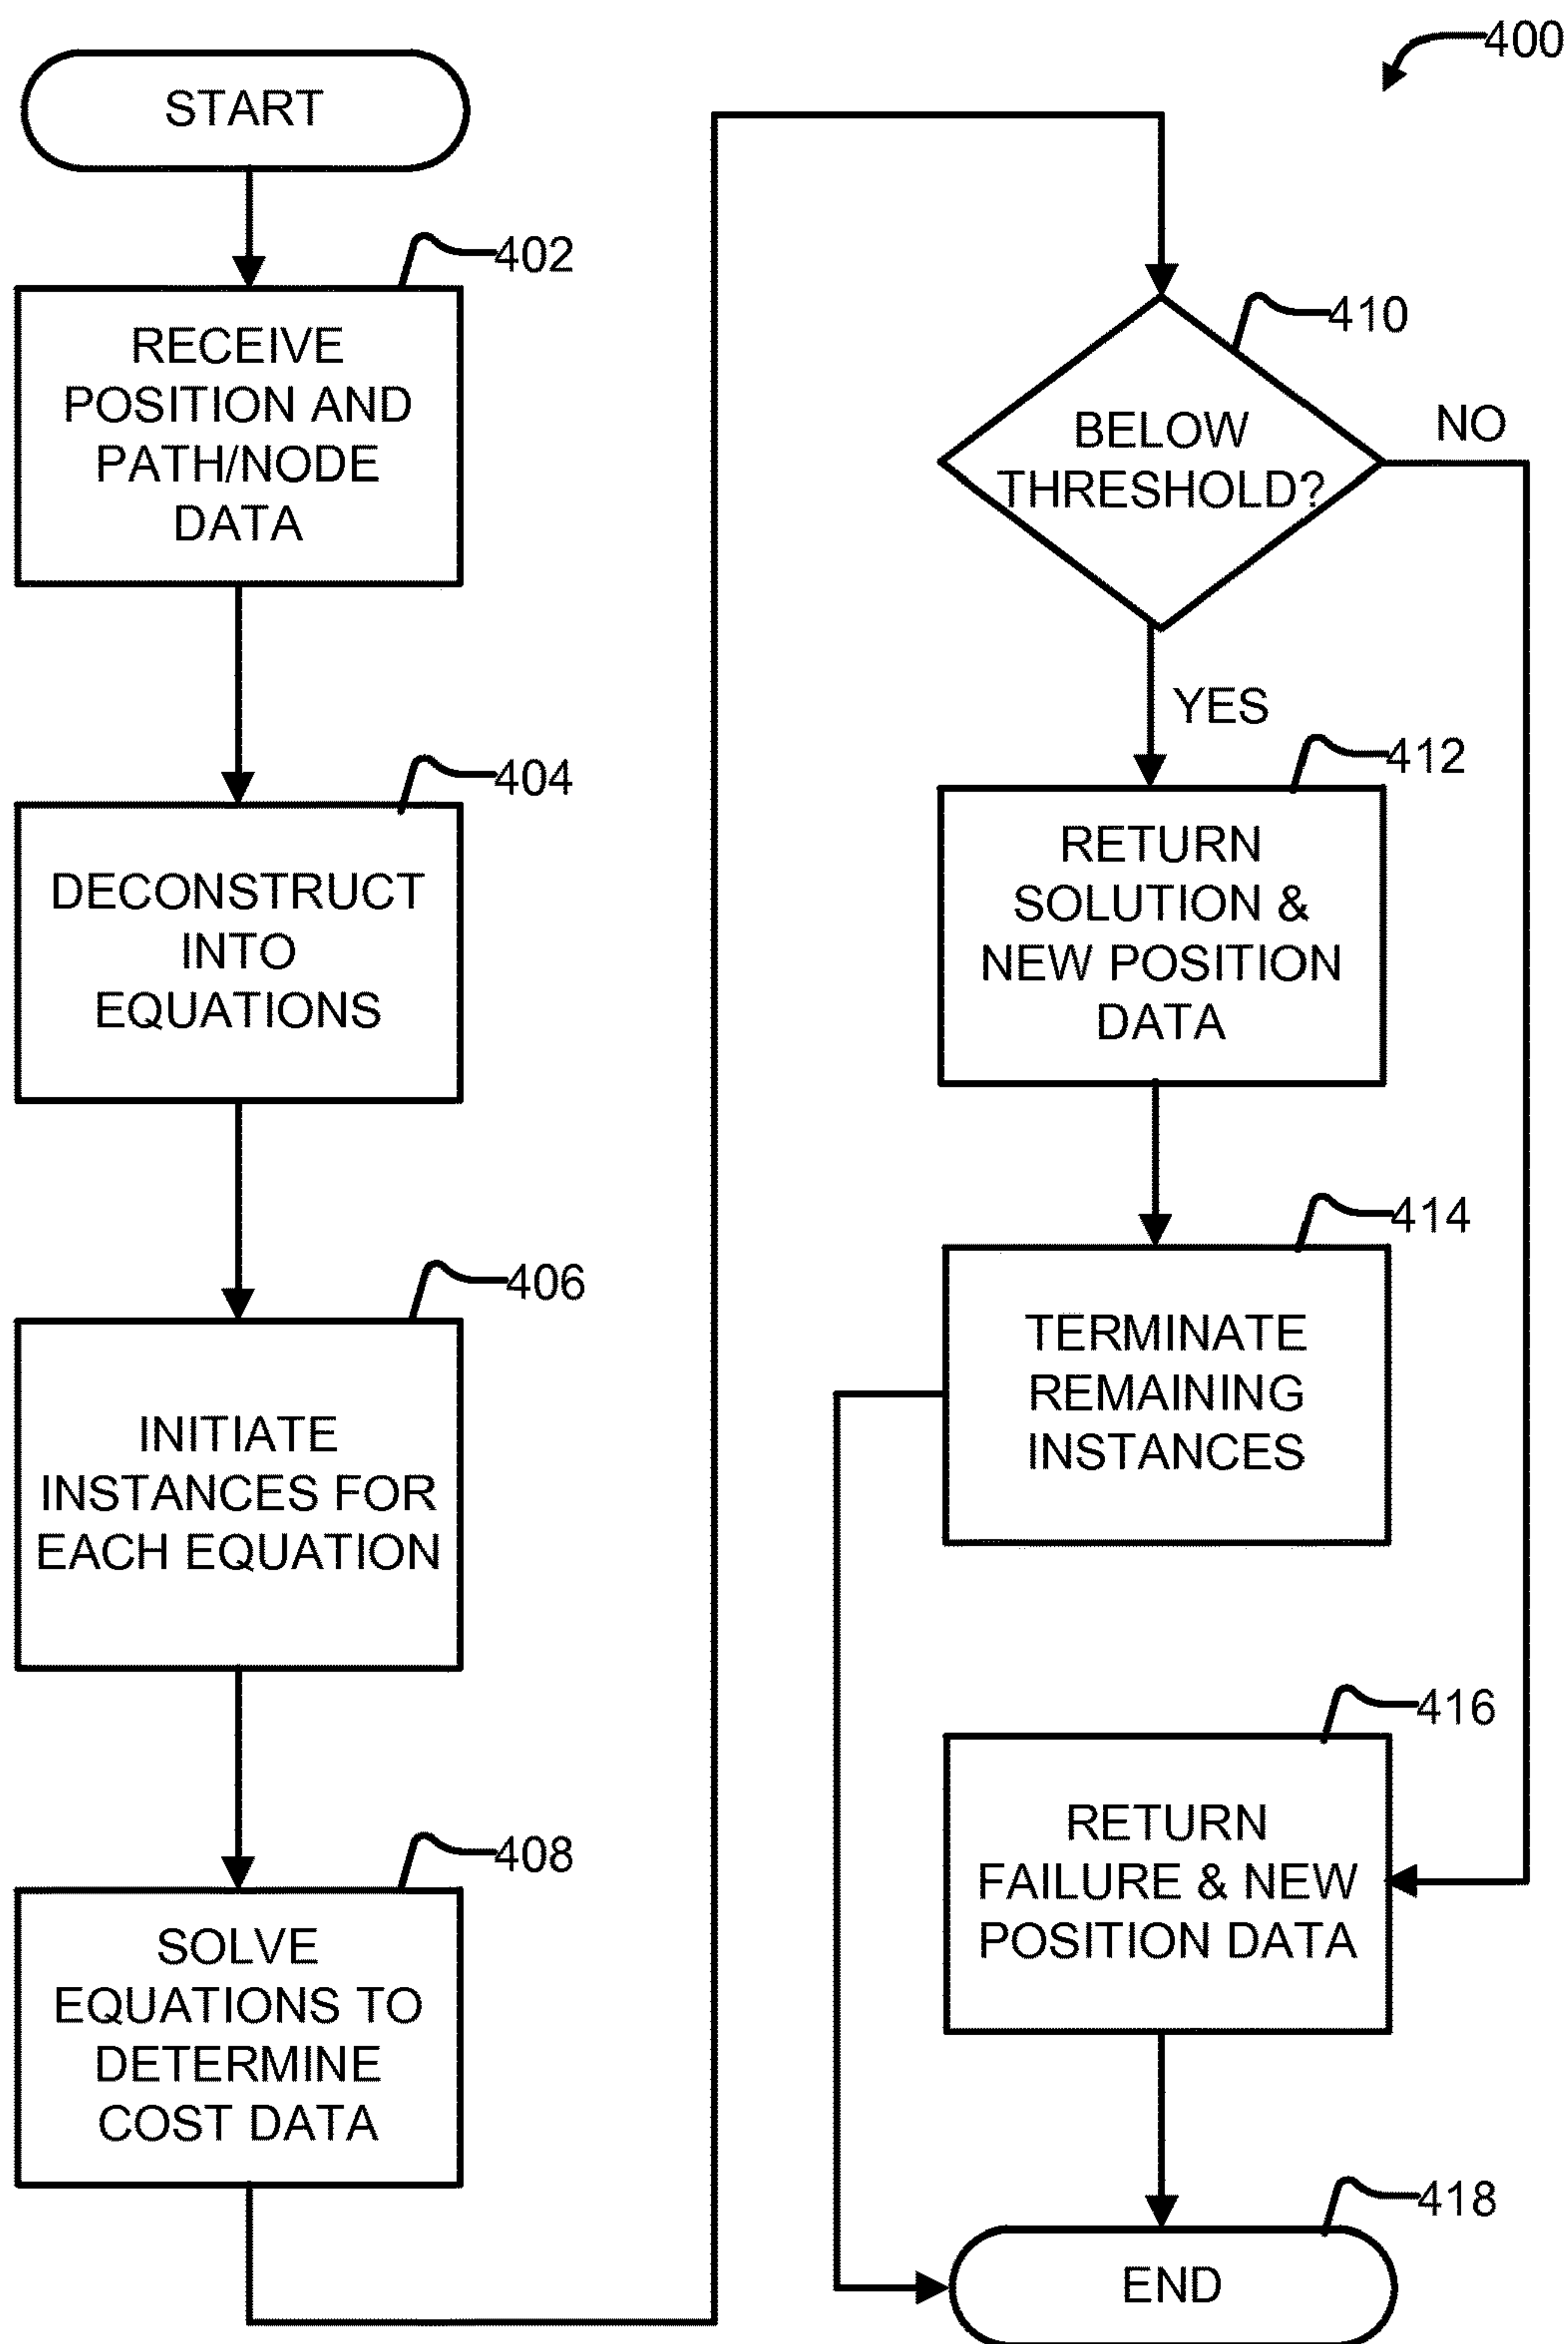 400
START
402
RECEIVE
POSITION AND
PATH/NODE
DATA
404
DECONSTRUCT
INTO
EQUATIONS
406
INITIATE
INSTANCES FOR
EACH EQUATION
408
SOLVE
EQUATIONS TO
DETERMINE
COST DATA
410
BELOW
THRESHOLD?
NO
YES
412
RETURN
SOLUTION &
NEW POSITION
DATA
414
TERMINATE
REMAINING
INSTANCES
416
RETURN
FAILURE & NEW
POSITION DATA
418
END